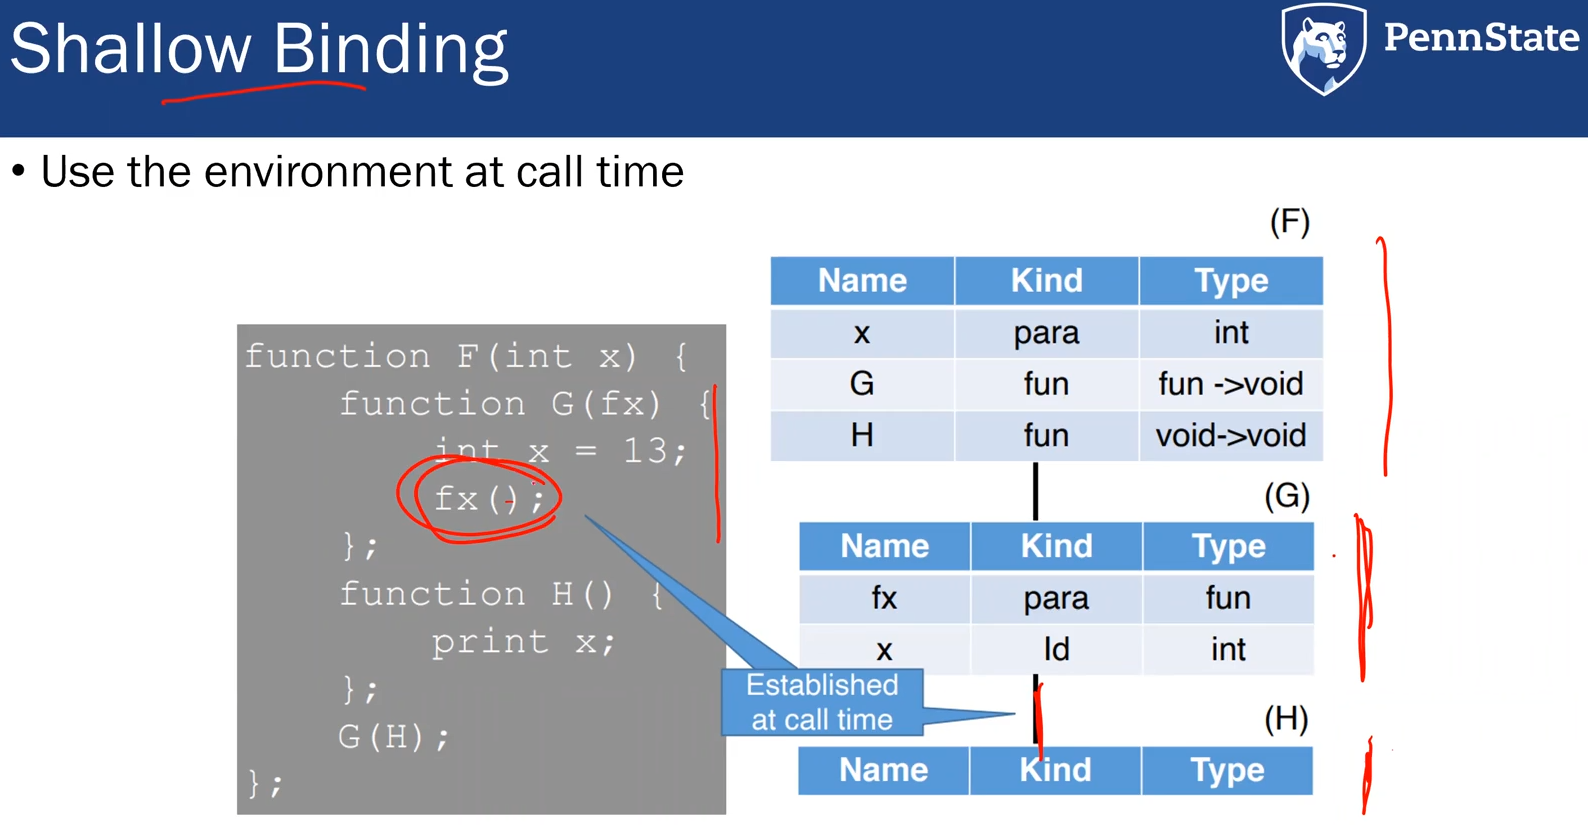 Shallow Binding
PennState
• Use the environment at call time
function F(int x) {
function G(fx) {
int x = 13;
fx();
};
function H() {
print x;
};
G(H);
};
Established
at call time
(F)
Name Kind Type
x para int
G fun fun ->void
H fun void->void
(G)
Name Kind Type
fx para fun
x Id int
(H)
Name Kind Type